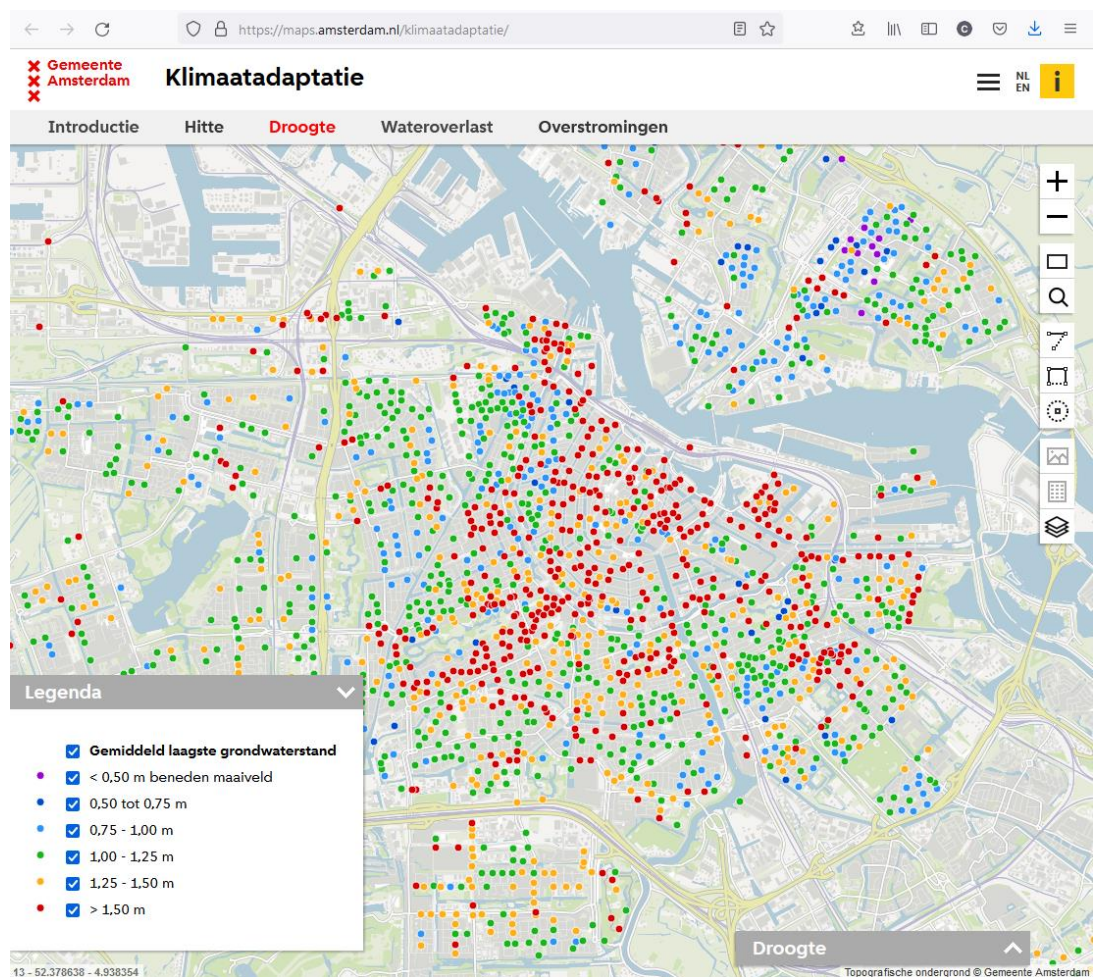 https://maps.amsterdam.nl/klimaatadaptatie/
C
Gemeente
Amsterdam
Klimaatadaptatie
NL
EN
i
Introductie Hitte Droogte Wateroverlast Overstromingen
Legenda
Gemiddeld laagste grondwaterstand
< 0,50 m beneden maaiveld
0,50 tot 0,75 m
0,75 - 1,00 m
1,00 - 1,25 m
1,25 - 1,50 m
> 1,50 m
Droogte
13 - 52.378638 - 4.938354
Topografische ondergrond © Gemeente Amsterdam